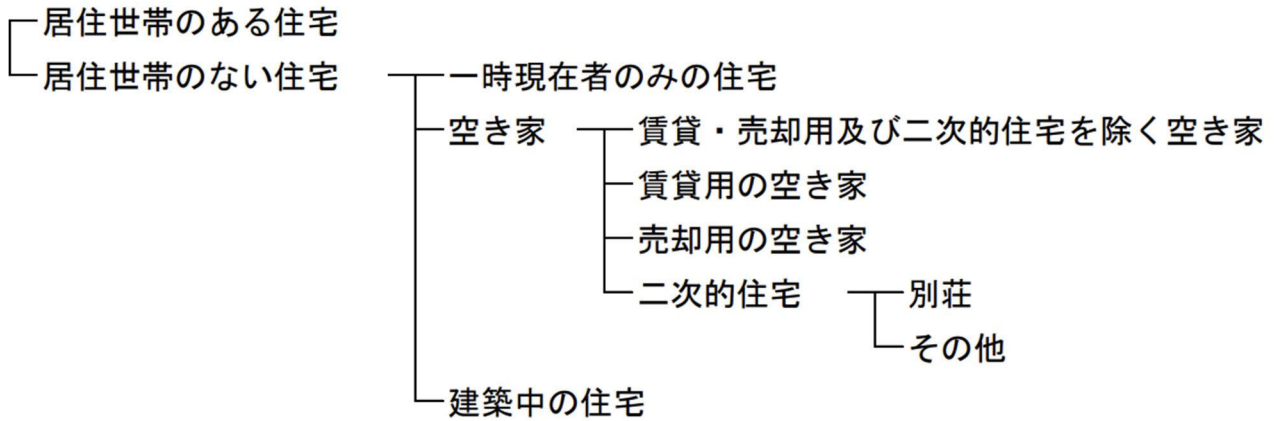 居住世帯のある住宅
居住世帯のない住宅 一時現在者のみの住宅
空き家 賃貸・売却用及び二次的住宅を除く空き家
賃貸用の空き家
売却用の空き家
二次的住宅 別荘
その他
建築中の住宅